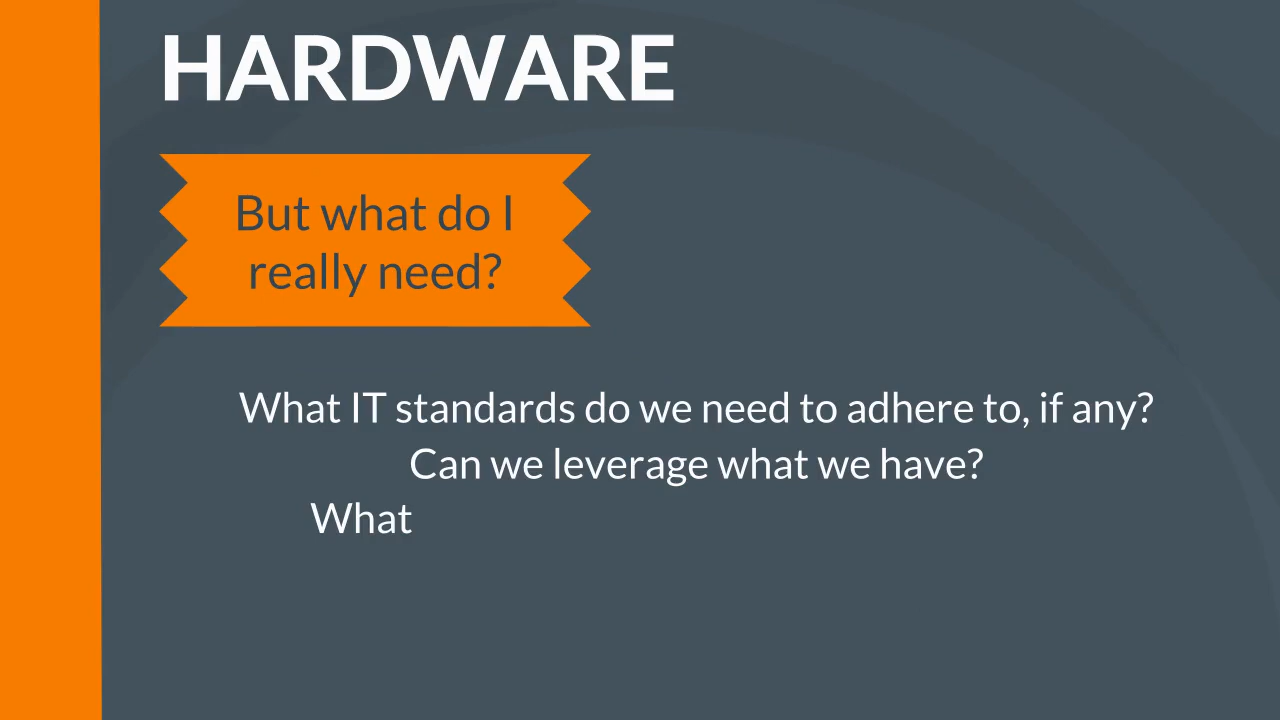 HARDWARE
But what do I
really need?
What IT standards do we need to adhere to, if any?
Can we leverage what we have?
What